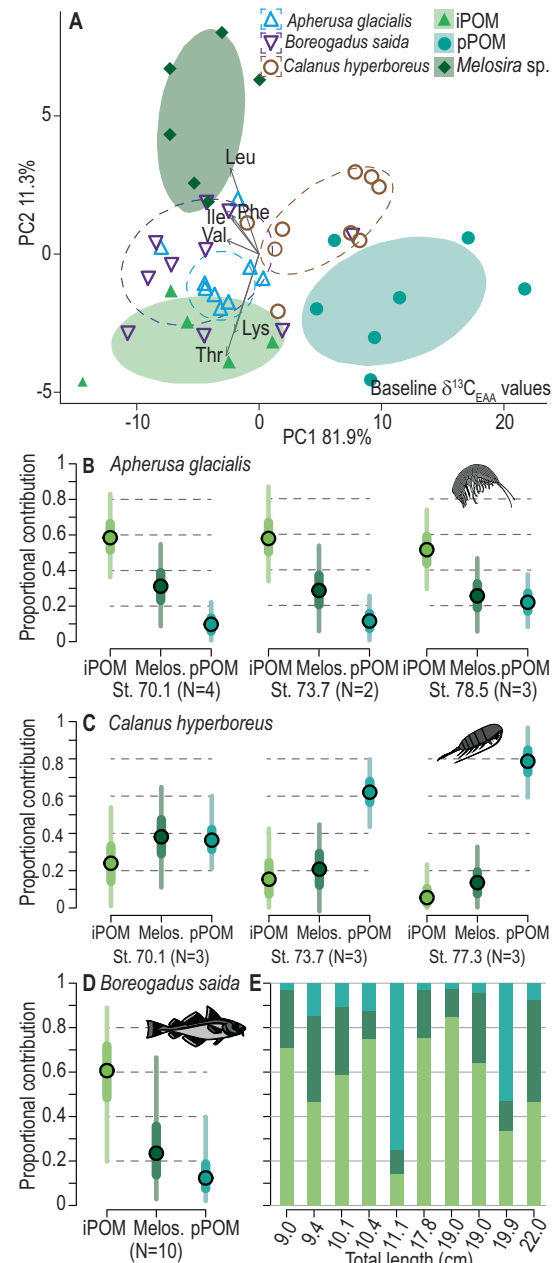 A
Apherusa glacialis
iPOM
Boreogadus saida
pPOM
Calanus hyperboreus
Melosira sp.
PC2 11.3%
5
0
-5
Leu
Phe
Ile
Val
Lys
Thr
Baseline δ¹³C_EAA values
-10 0 10 20
PC1 81.9%
B Apherusa glacialis
Proportional contribution
1
0.8
0.6
0.4
0.2
0
iPOM Melos. pPOM
St. 70.1 (N=4)
iPOM Melos. pPOM
St. 73.7 (N=2)
iPOM Melos. pPOM
St. 78.5 (N=3)
C Calanus hyperboreus
Proportional contribution
1
0.8
0.6
0.4
0.2
0
iPOM Melos. pPOM
St. 70.1 (N=3)
iPOM Melos. pPOM
St. 73.7 (N=3)
iPOM Melos. pPOM
St. 77.3 (N=3)
D Boreogadus saida
Proportional contribution
1
0.8
0.6
0.4
0.2
0
iPOM Melos. pPOM
(N=10)
E
9.0 9.4 10.1 10.4 11.1 17.8 19.0 19.0 19.9 22.0
Total length (cm)